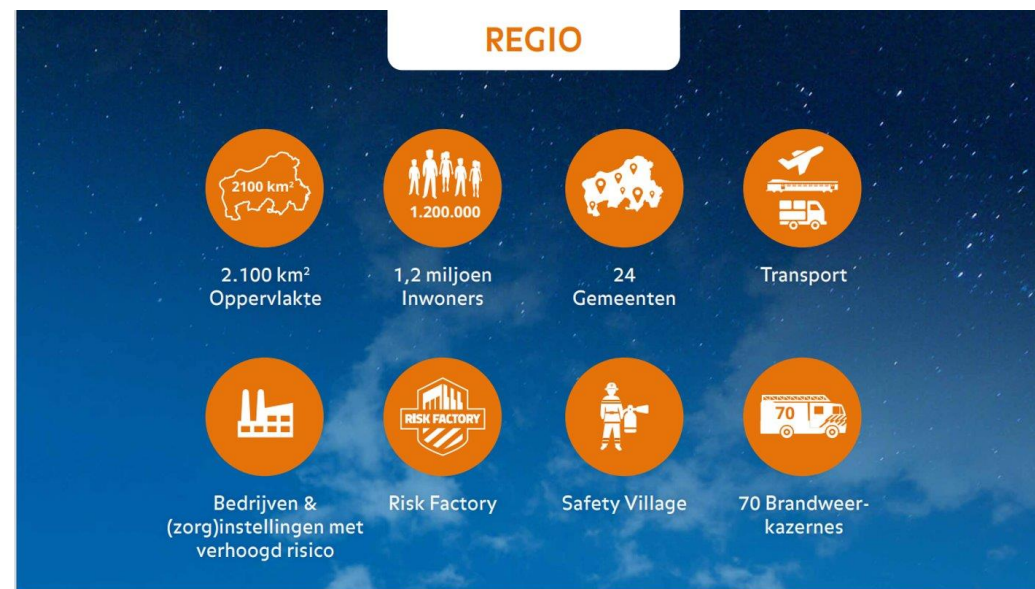 REGIO
2100 km²
1.200.000
2.100 km²
Oppervlakte
1,2 miljoen
Inwoners
24
Gemeenten
Transport
RISK FACTORY
70
Bedrijven &
(zorg)instellingen met
verhoogd risico
Risk Factory
Safety Village
70 Brandweer-
kazernes